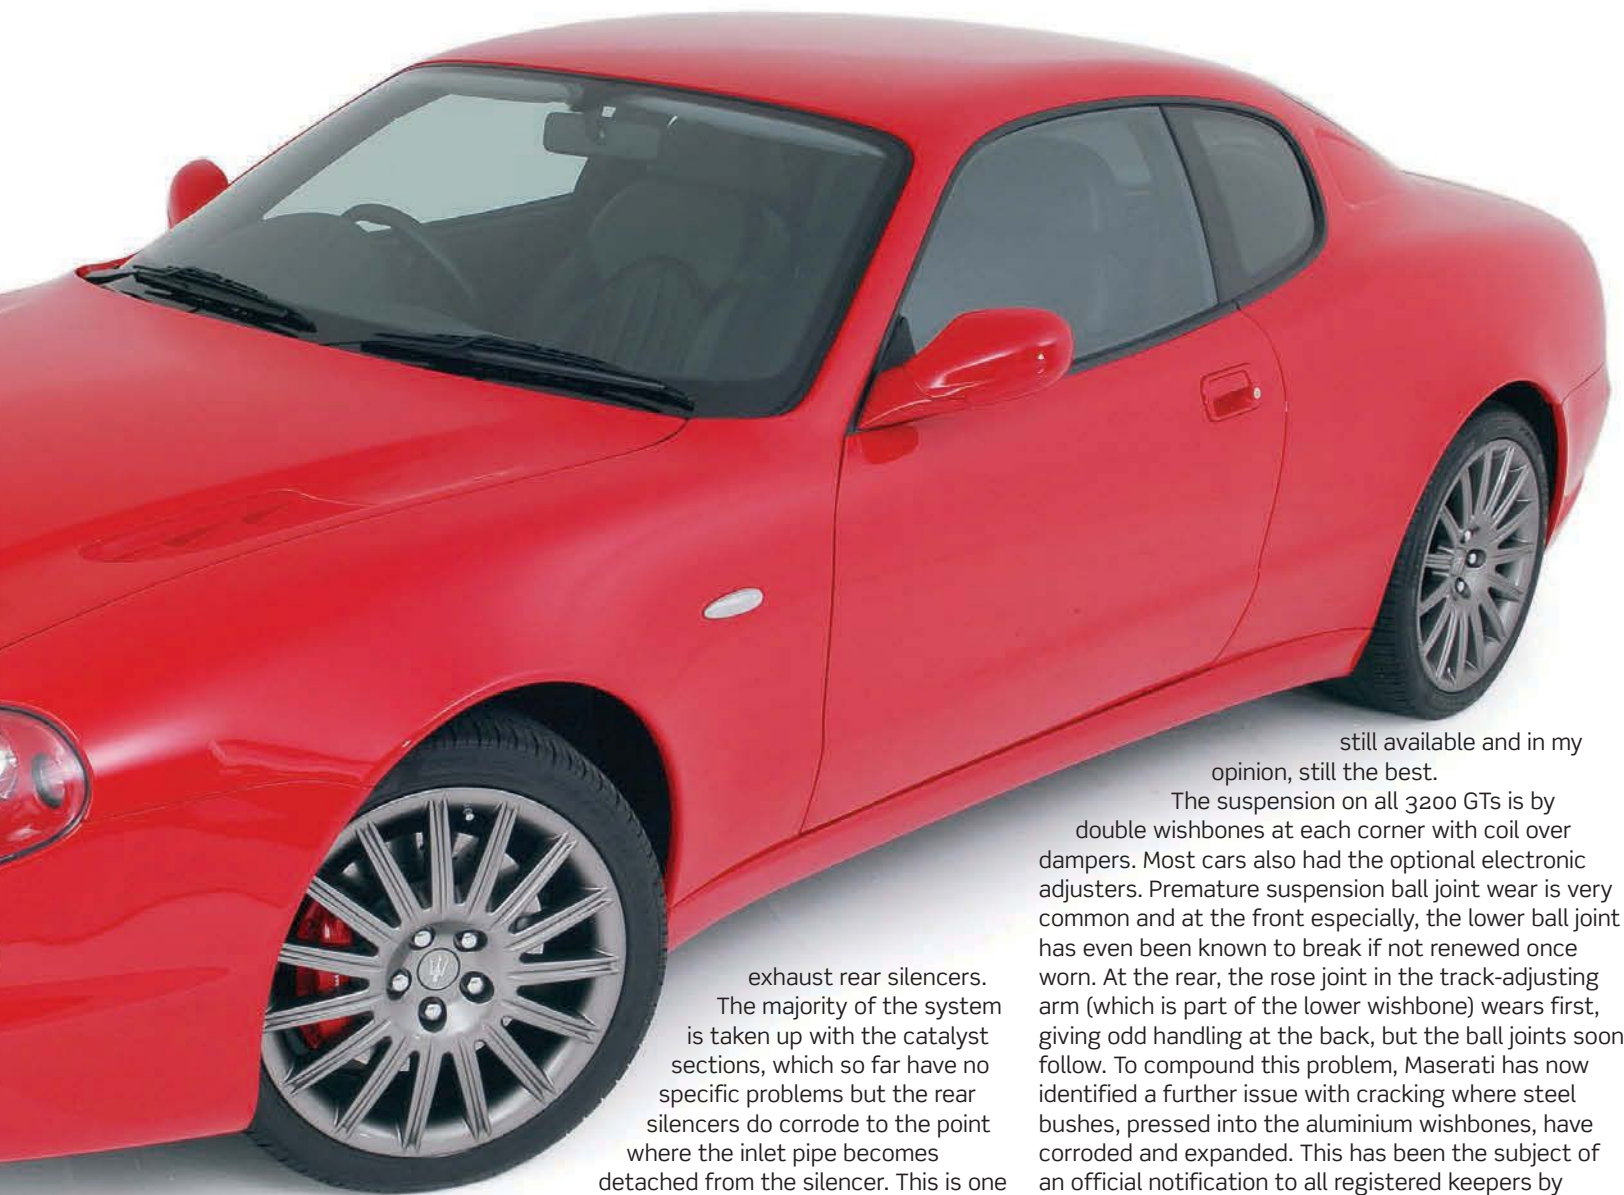 exhaust rear silencers.
The majority of the system
is taken up with the catalyst
sections, which so far have no
specific problems but the rear
silencers do corrode to the point
where the inlet pipe becomes
detached from the silencer. This is one
still available and in my
opinion, still the best.
The suspension on all 3200 GTs is by
double wishbones at each corner with coil over
dampers. Most cars also had the optional electronic
adjusters. Premature suspension ball joint wear is very
common and at the front especially, the lower ball joint
has even been known to break if not renewed once
worn. At the rear, the rose joint in the track-adjusting
arm (which is part of the lower wishbone) wears first,
giving odd handling at the back, but the ball joints soon
follow. To compound this problem, Maserati has now
identified a further issue with cracking where steel
bushes, pressed into the aluminium wishbones, have
corroded and expanded. This has been the subject of
an official notification to all registered keepers by